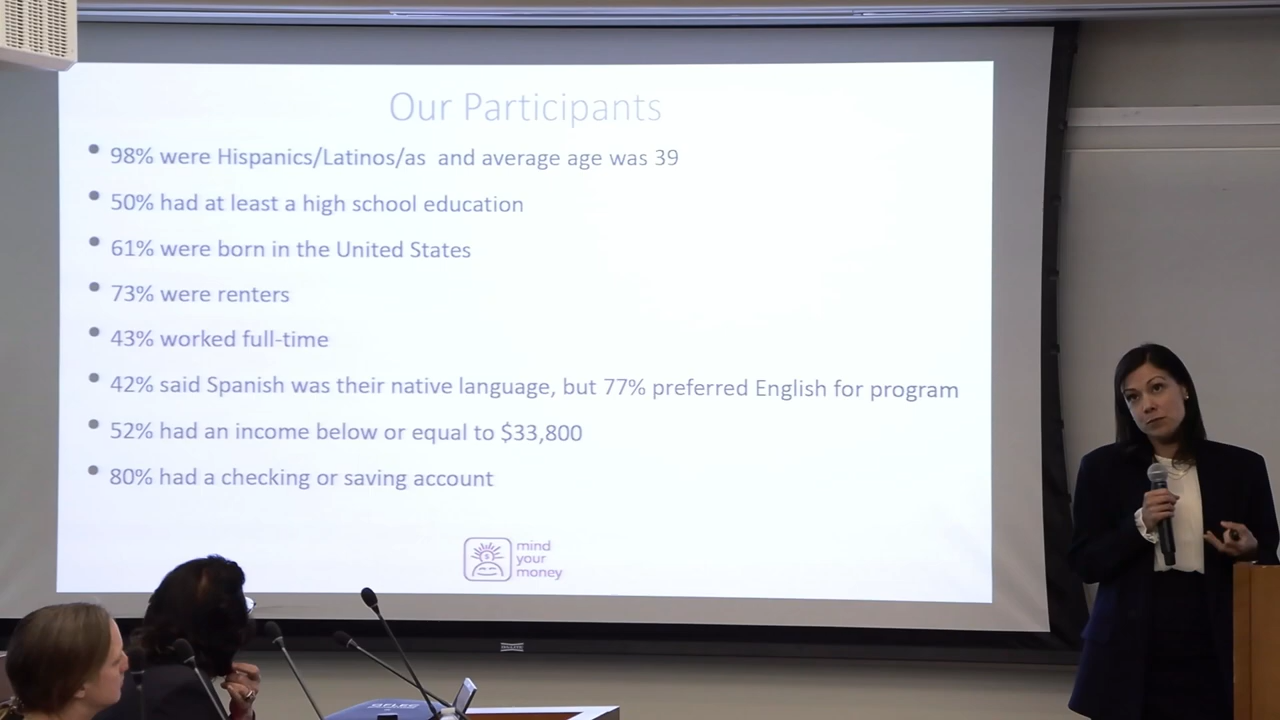 Our Participants
• 98% were Hispanics/Latinos/as and average age was 39
• 50% had at least a high school education
• 61% were born in the United States
• 73% were renters
• 43% worked full-time
• 42% said Spanish was their native language, but 77% preferred English for program
• 52% had an income below or equal to $33,800
• 80% had a checking or saving account
mind
your
money